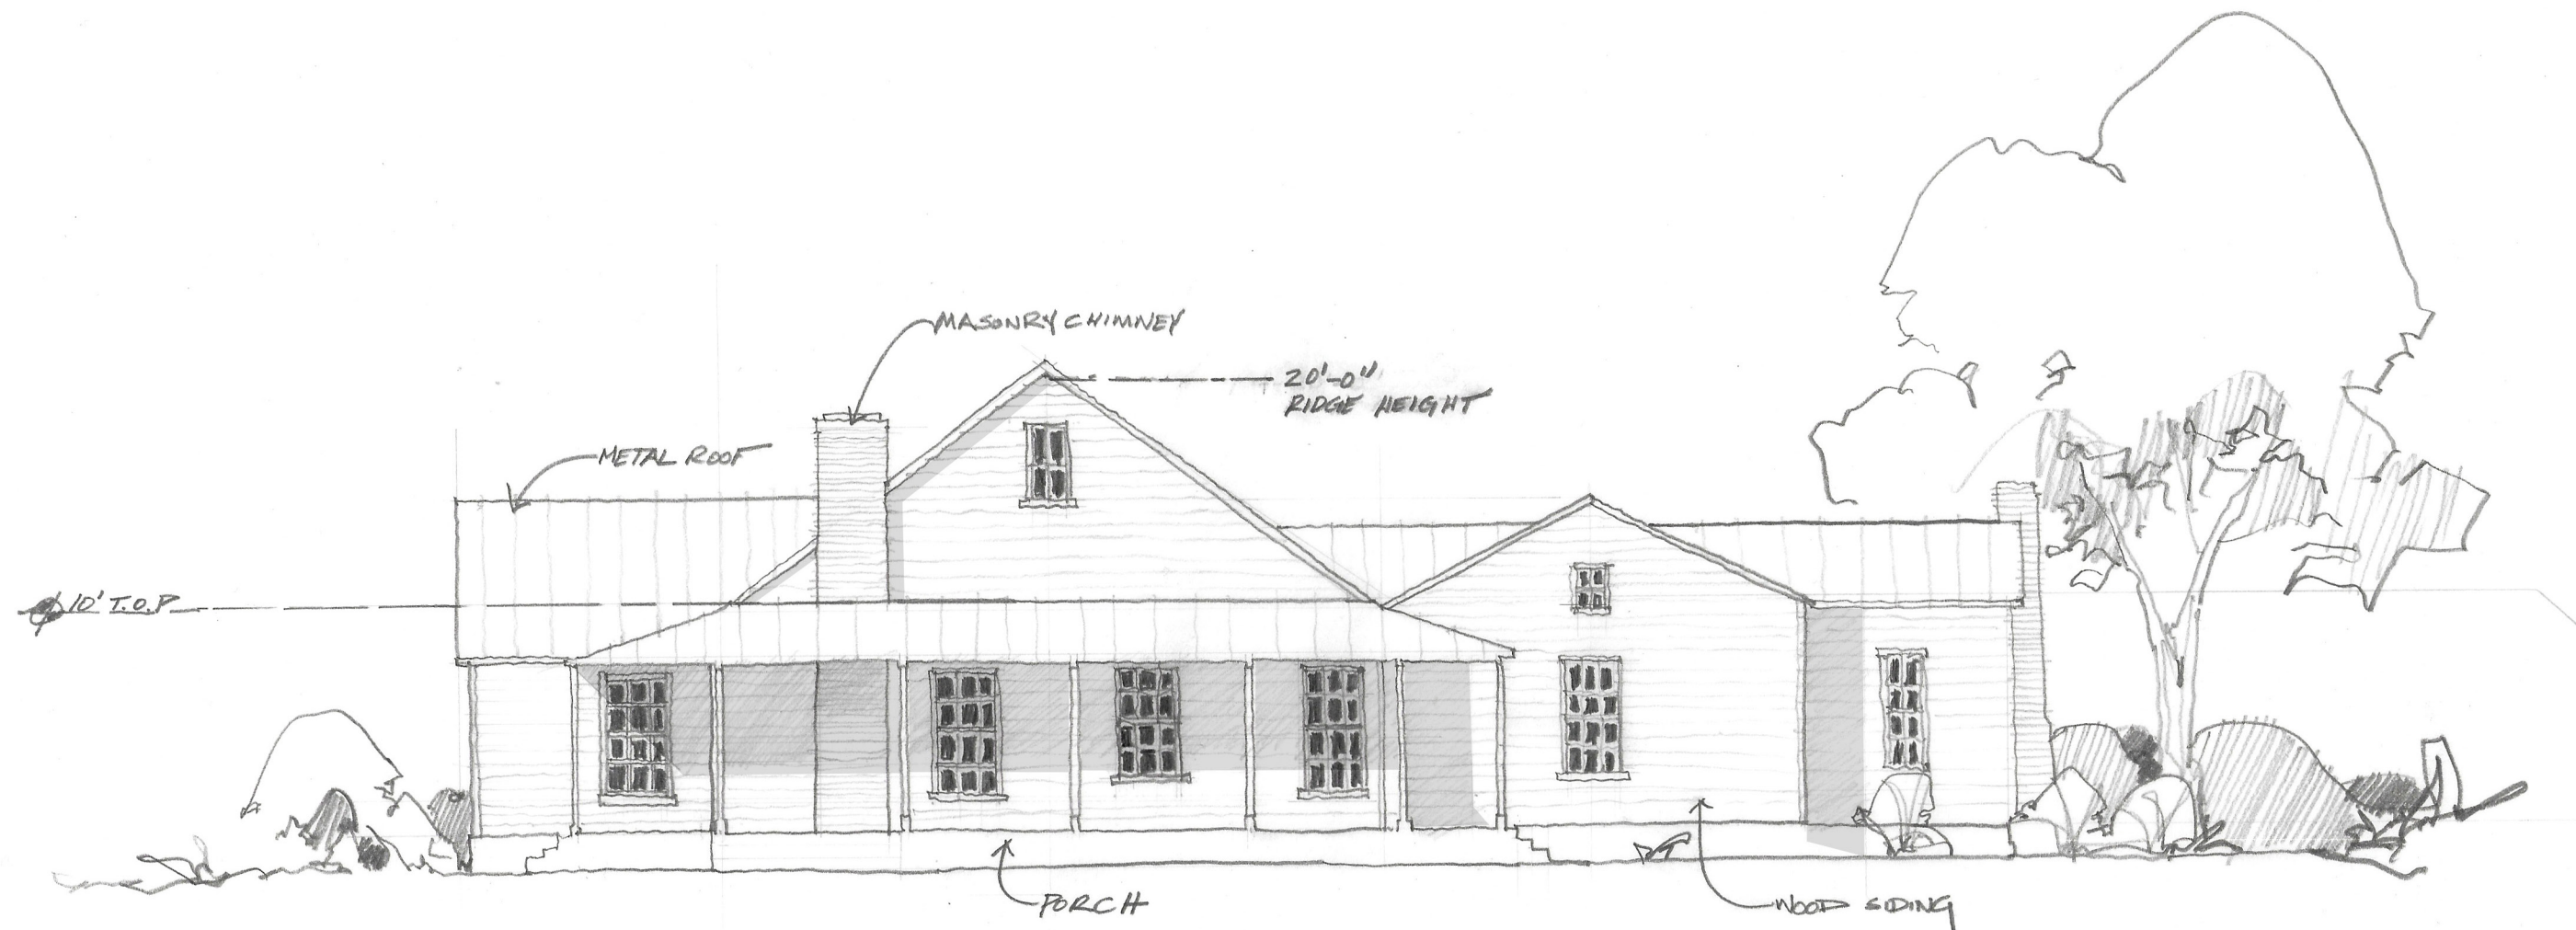 MASONRY CHIMNEY
20'-0"
RIDGE HEIGHT
METAL ROOF
10' T.O.P.
PORCH
WOOD SIDING